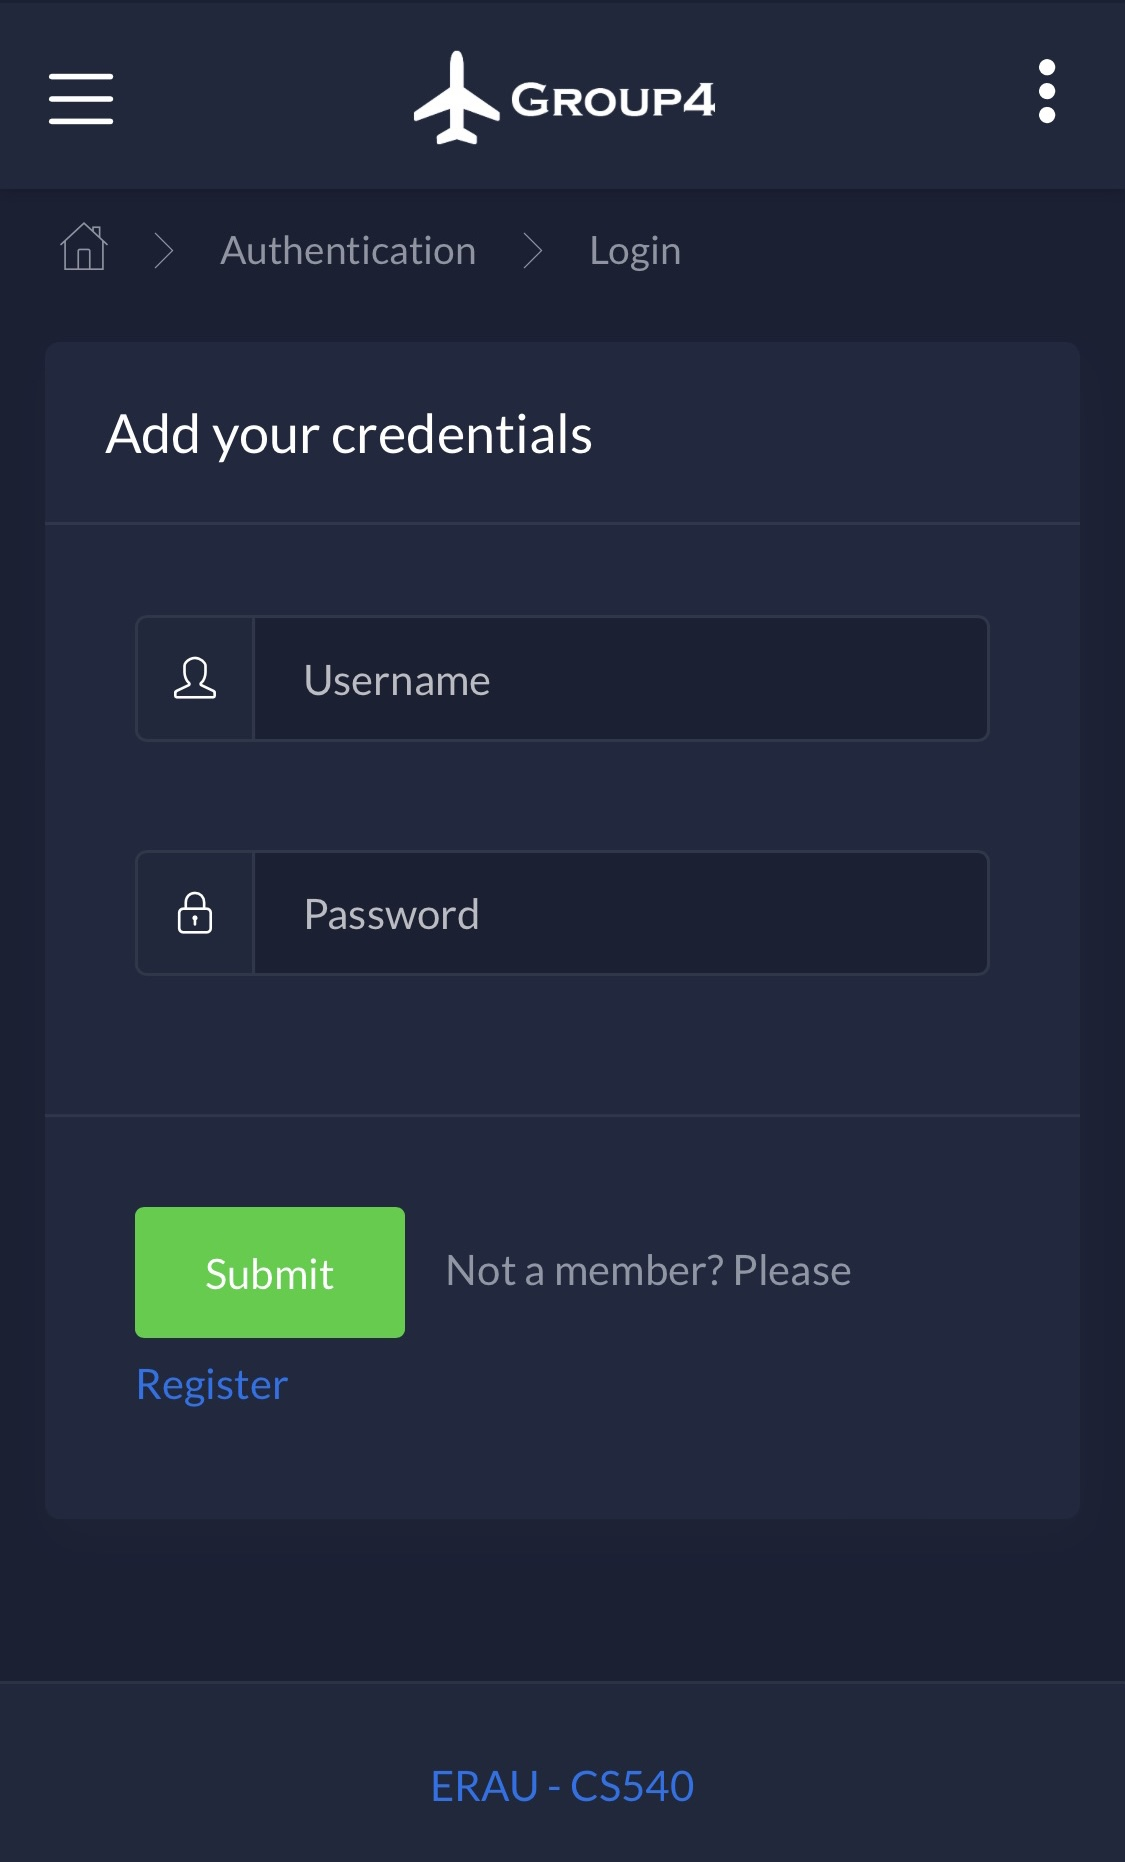 GROUP4
Authentication Login
Add your credentials
Username
Password
Submit Not a member? Please
Register
ERAU - CS540